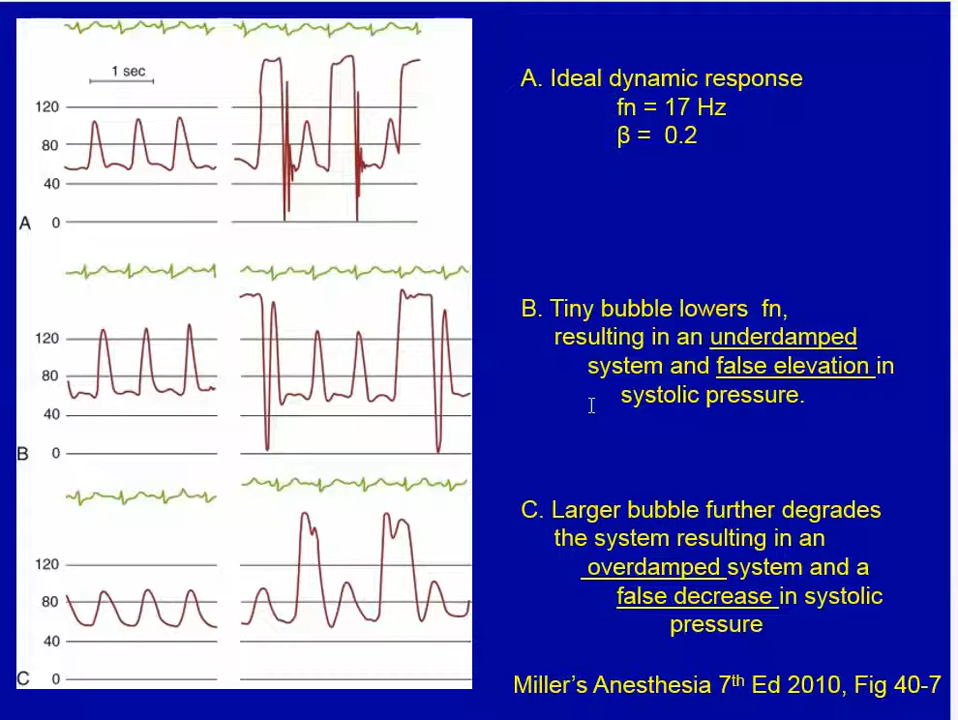 1 sec
120
80
40
A 0
A. Ideal dynamic response
fn = 17 Hz
β = 0.2
120
80
40
B 0
B. Tiny bubble lowers fn,
resulting in an underdamped
system and false elevation in
systolic pressure.
120
80
40
C 0
C. Larger bubble further degrades
the system resulting in an
overdamped system and a
false decrease in systolic
pressure
Miller's Anesthesia 7th Ed 2010, Fig 40-7